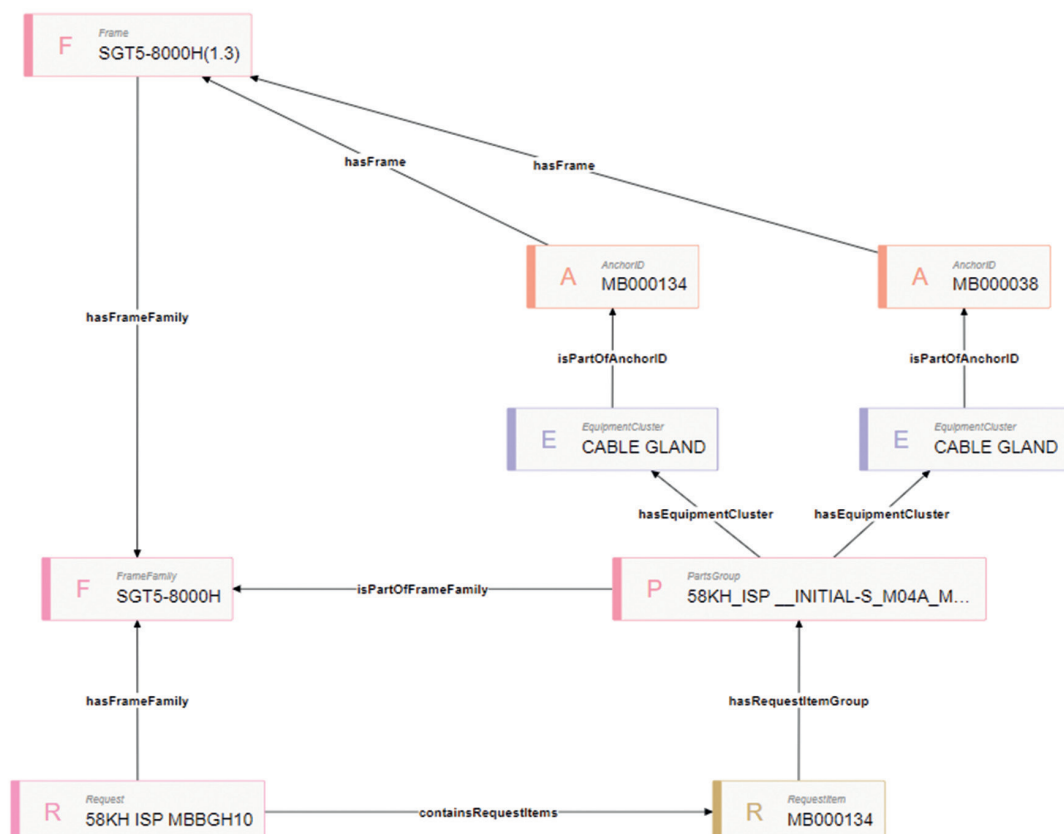 F
Frame
SGT5-8000H(1.3)
hasFrame
hasFrame
A
AnchorID
MB000134
A
AnchorID
MB000038
hasFrameFamily
isPartOfAnchorID
isPartOfAnchorID
E
EquipmentCluster
CABLE GLAND
E
EquipmentCluster
CABLE GLAND
hasEquipmentCluster
hasEquipmentCluster
F
FrameFamily
SGT5-8000H
isPartOfFrameFamily
P
PartsGroup
58KH_ISP __INITIAL-S_M04A_M...
hasFrameFamily
hasRequestItemGroup
R
Request
58KH ISP MBBGH10
containsRequestItems
R
RequestItem
MB000134